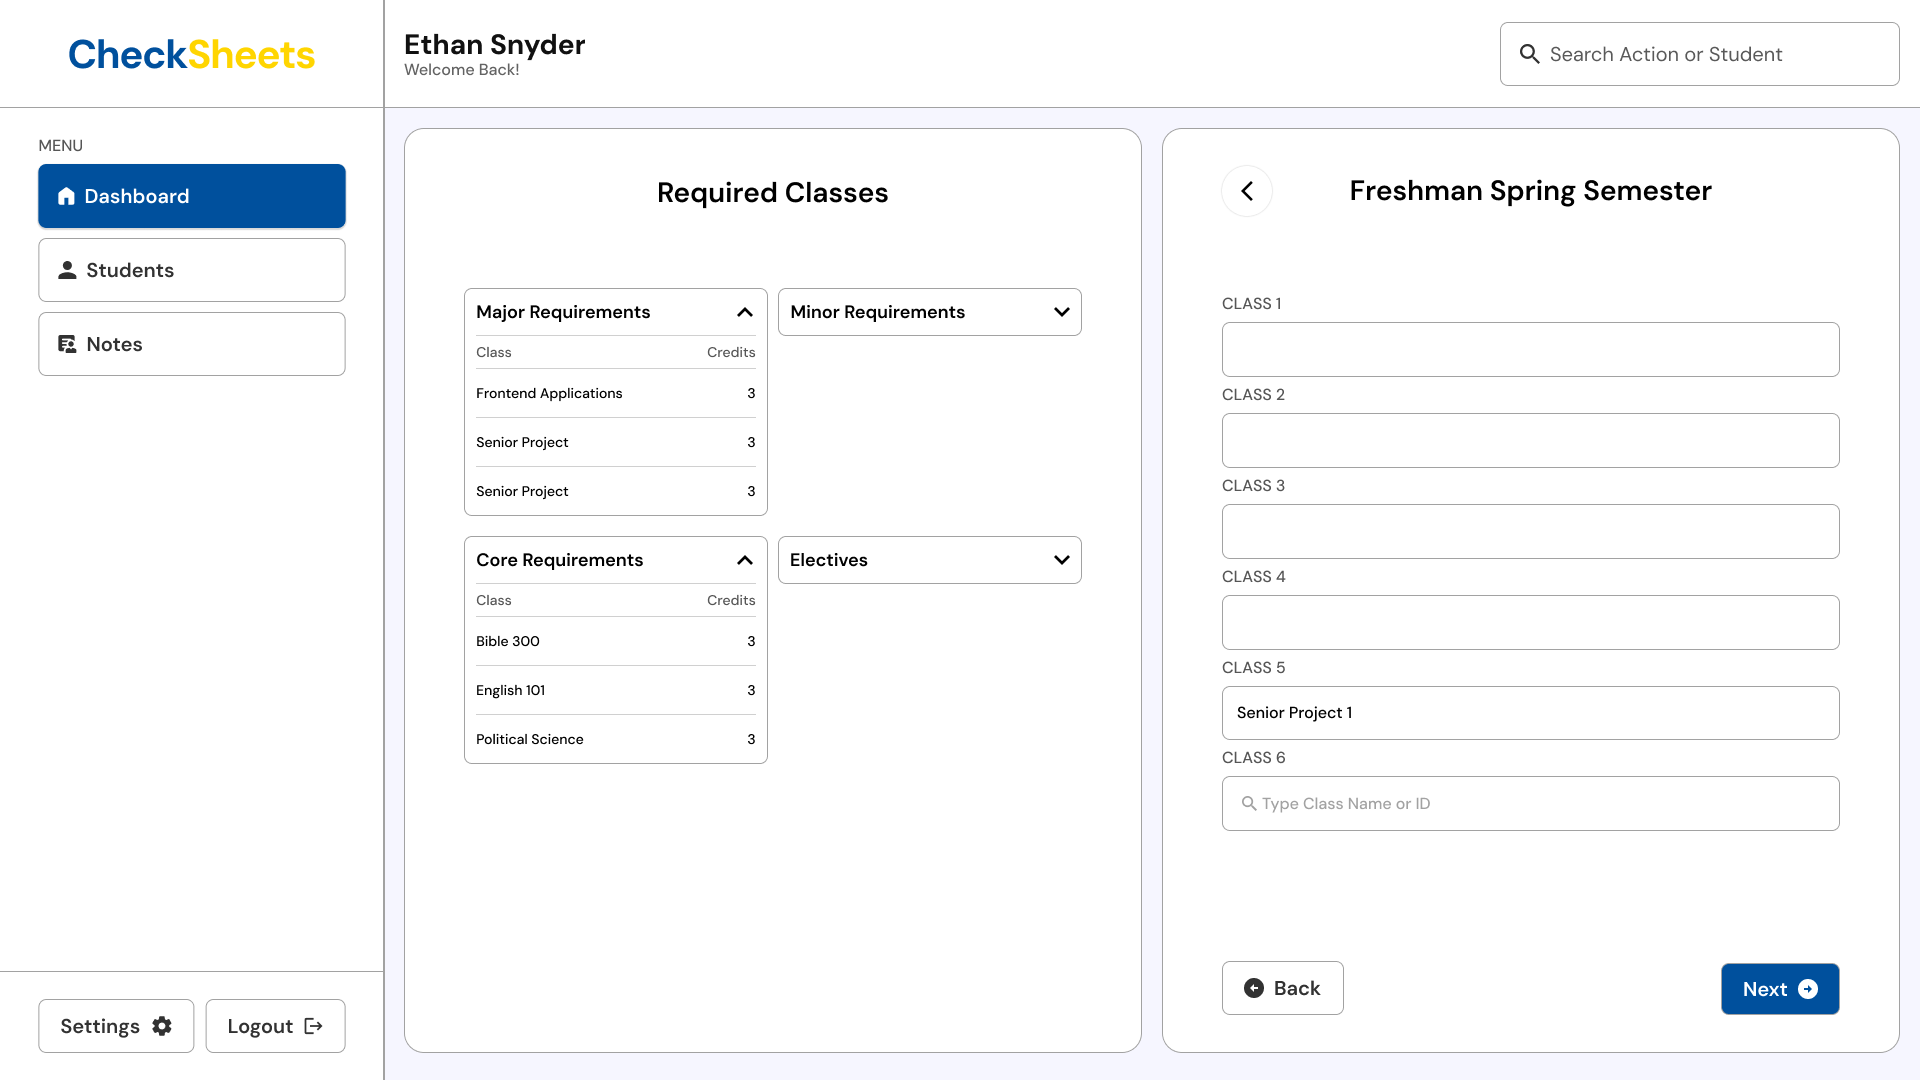 CheckSheets
Ethan Snyder
Welcome Back!
Search Action or Student
MENU
Dashboard
Students
Notes
Settings
Logout
Required Classes
Major Requirements
Class Credits
Frontend Applications 3
Senior Project 3
Senior Project 3
Minor Requirements
Core Requirements
Class Credits
Bible 300 3
English 101 3
Political Science 3
Electives
Freshman Spring Semester
CLASS 1
CLASS 2
CLASS 3
CLASS 4
CLASS 5
Senior Project 1
CLASS 6
Type Class Name or ID
Back
Next